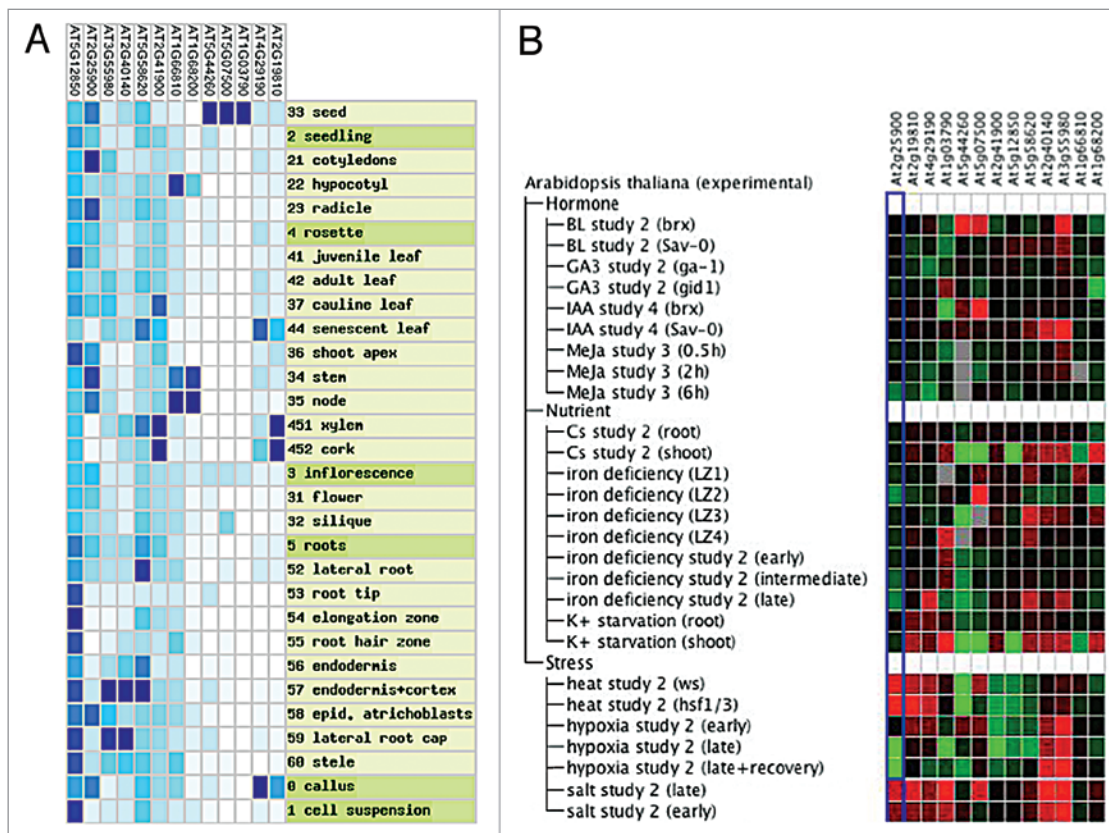 A
AT5G12850
AT2G25900
AT3G55980
AT2G40140
AT5G58620
AT2G41900
AT1G66810
AT1G68200
AT5G44260
AT5G07500
AT1G03790
AT4G29190
AT2G19810
33 seed
2 seedling
21 cotyledons
22 hypocotyl
23 radicle
4 rosette
41 juvenile leaf
42 adult leaf
37 cauline leaf
44 senescent leaf
36 shoot apex
34 stem
35 node
451 xylem
452 cork
3 inflorescence
31 flower
32 silique
5 roots
52 lateral root
53 root tip
54 elongation zone
55 root hair zone
56 endodermis
57 endodermis+cortex
58 epid. atrichoblasts
59 lateral root cap
60 stele
0 callus
1 cell suspension
B
At2g25900
At2g19810
At4g29190
At1g03790
At5g44260
At5g07500
At2g41900
At5g12850
At5g58620
At2g40140
At3g55980
At1g66810
At1g68200
Arabidopsis thaliana (experimental)
Hormone
BL study 2 (brx)
BL study 2 (Sav-0)
GA3 study 2 (ga-1)
GA3 study 2 (gid1)
IAA study 4 (brx)
IAA study 4 (Sav-0)
MeJa study 3 (0.5h)
MeJa study 3 (2h)
MeJa study 3 (6h)
Nutrient
Cs study 2 (root)
Cs study 2 (shoot)
iron deficiency (LZ1)
iron deficiency (LZ2)
iron deficiency (LZ3)
iron deficiency (LZ4)
iron deficiency study 2 (early)
iron deficiency study 2 (intermediate)
iron deficiency study 2 (late)
K+ starvation (root)
K+ starvation (shoot)
Stress
heat study 2 (ws)
heat study 2 (hsf1/3)
hypoxia study 2 (early)
hypoxia study 2 (late)
hypoxia study 2 (late+recovery)
salt study 2 (late)
salt study 2 (early)